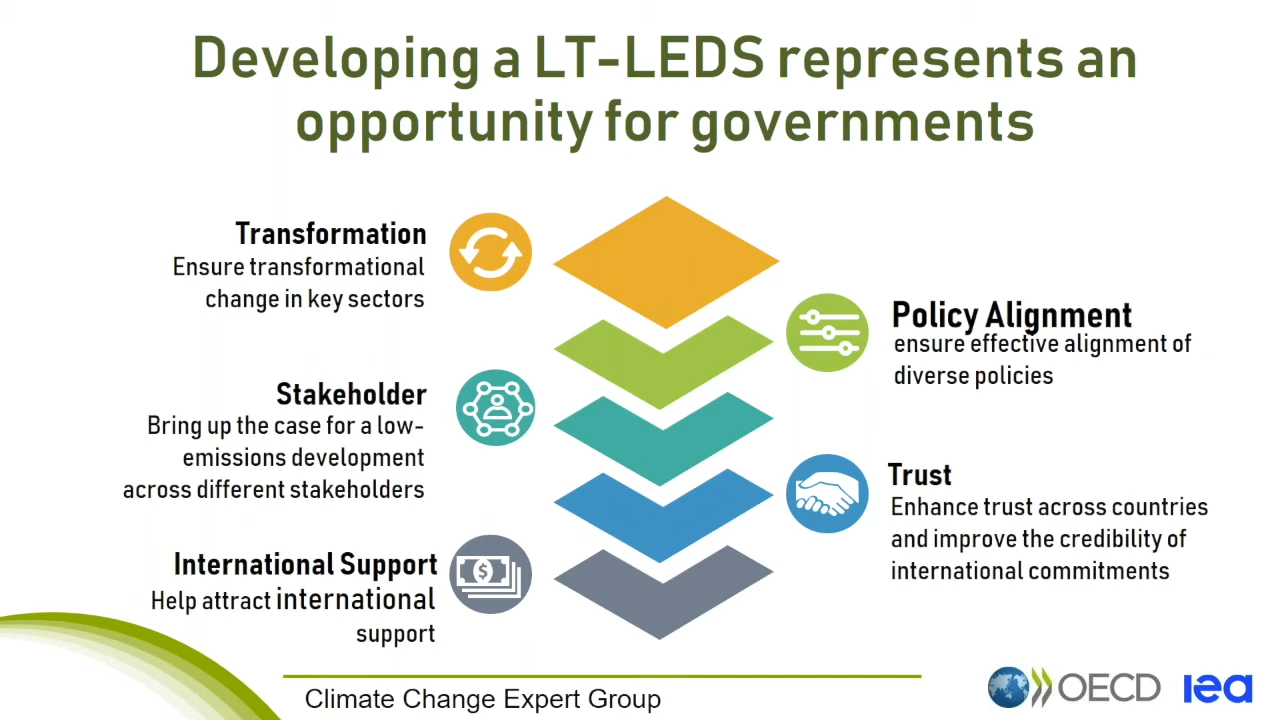 Developing a LT-LEDS represents an
opportunity for governments
Transformation
Ensure transformational
change in key sectors
Policy Alignment
ensure effective alignment of
diverse policies
Stakeholder
Bring up the case for a low-
emissions development
across different stakeholders
Trust
Enhance trust across countries
and improve the credibility of
international commitments
International Support
Help attract international
support
$
Climate Change Expert Group
OECD
iea